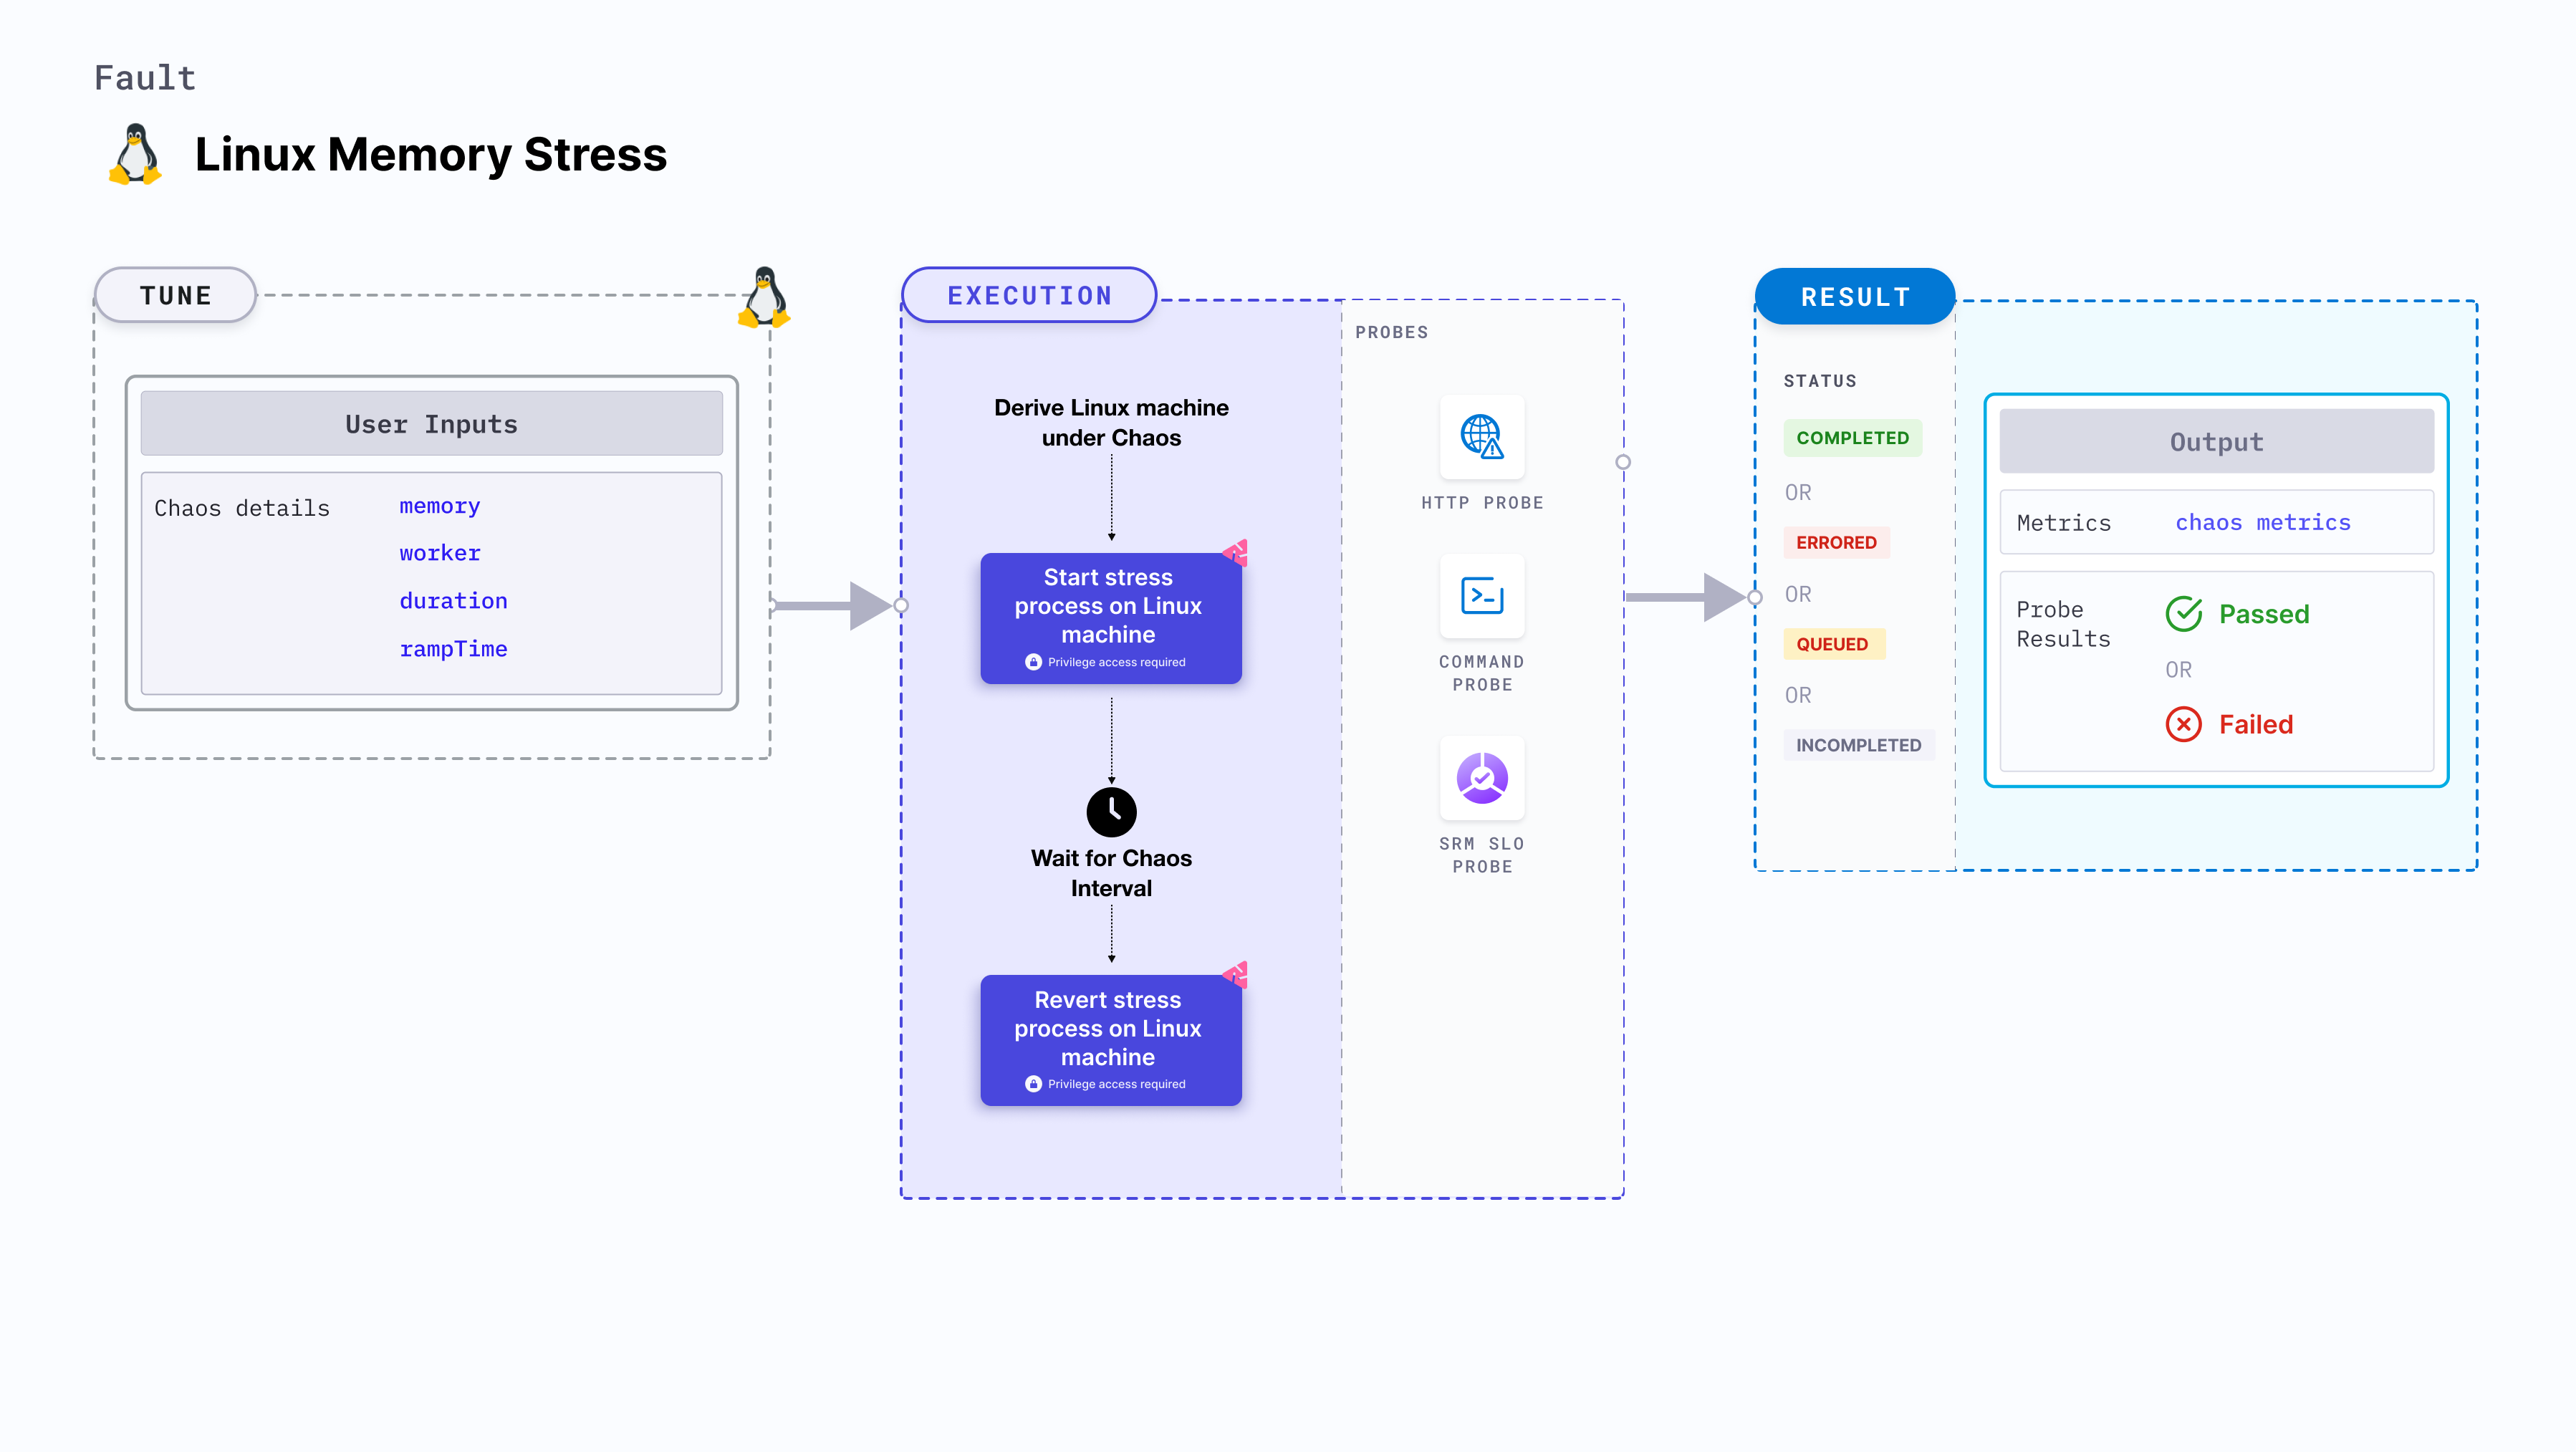 Fault
Linux Memory Stress
TUNE
User Inputs
Chaos details
memory
worker
duration
rampTime
EXECUTION
Derive Linux machine
under Chaos
Start stress
process on Linux
machine
Privilege access required
Wait for Chaos
Interval
Revert stress
process on Linux
machine
Privilege access required
PROBES
HTTP PROBE
COMMAND
PROBE
SRM SLO
PROBE
RESULT
STATUS
COMPLETED
OR
ERRORED
OR
QUEUED
OR
INCOMPLETED
Output
Metrics
chaos metrics
Probe
Results
Passed
OR
Failed